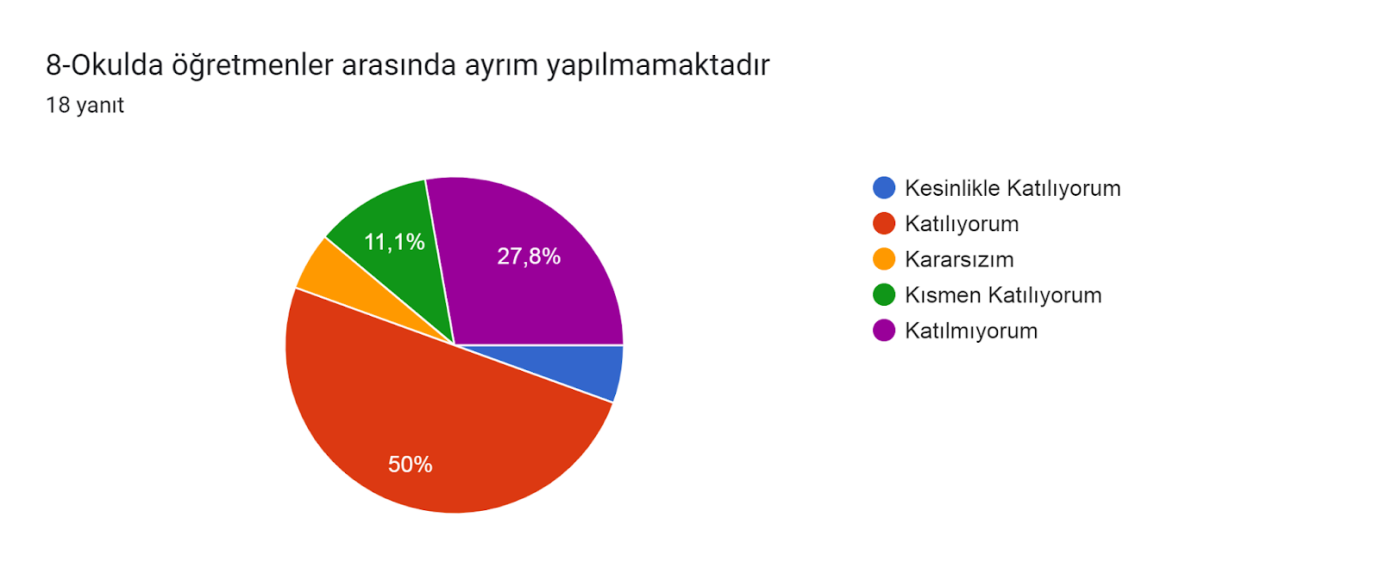 8-Okulda öğretmenler arasında ayrım yapılmamaktadır
18 yanıt
11,1%
27,8%
50%
Kesinlikle Katılıyorum
Katılıyorum
Kararsızım
Kısmen Katılıyorum
Katılmıyorum